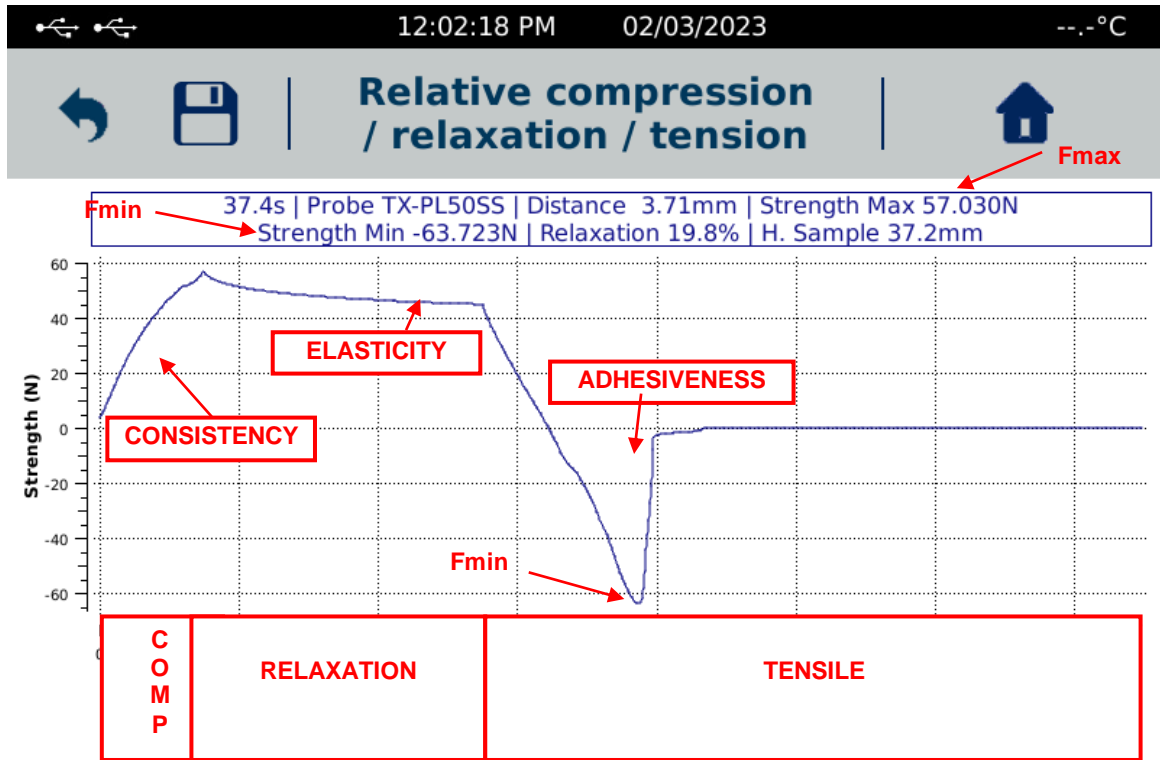 12:02:18 PM 02/03/2023 --.-°C
Relative compression
/ relaxation / tension
Fmax
Fmin
37.4s | Probe TX-PL50SS | Distance 3.71mm | Strength Max 57.030N
Strength Min -63.723N | Relaxation 19.8% | H. Sample 37.2mm
Strength (N)
60
40
20
0
-20
-40
-60
ELASTICITY
ADHESIVENESS
CONSISTENCY
Fmin
C
O
M
P
RELAXATION
TENSILE